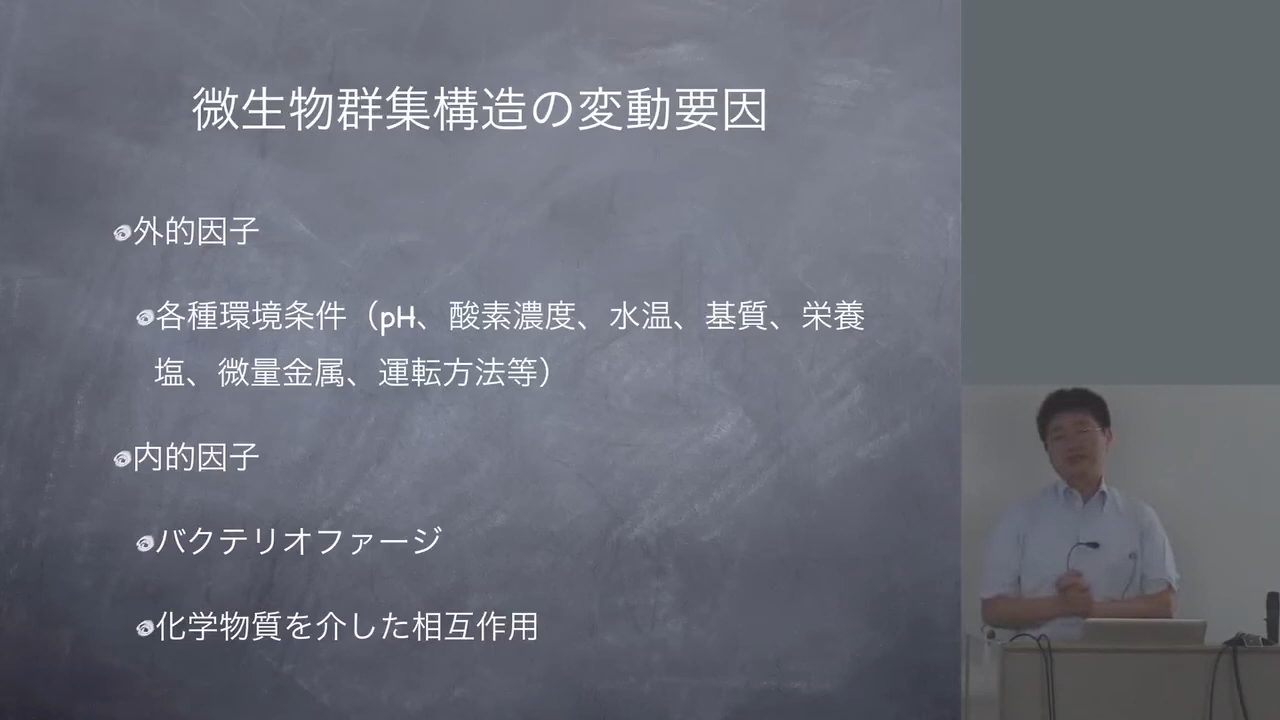 微生物群集構造の変動要因
外的因子
各種環境条件（pH、酸素濃度、水温、基質、栄養
塩、微量金属、運転方法等）
内的因子
バクテリオファージ
化学物質を介した相互作用